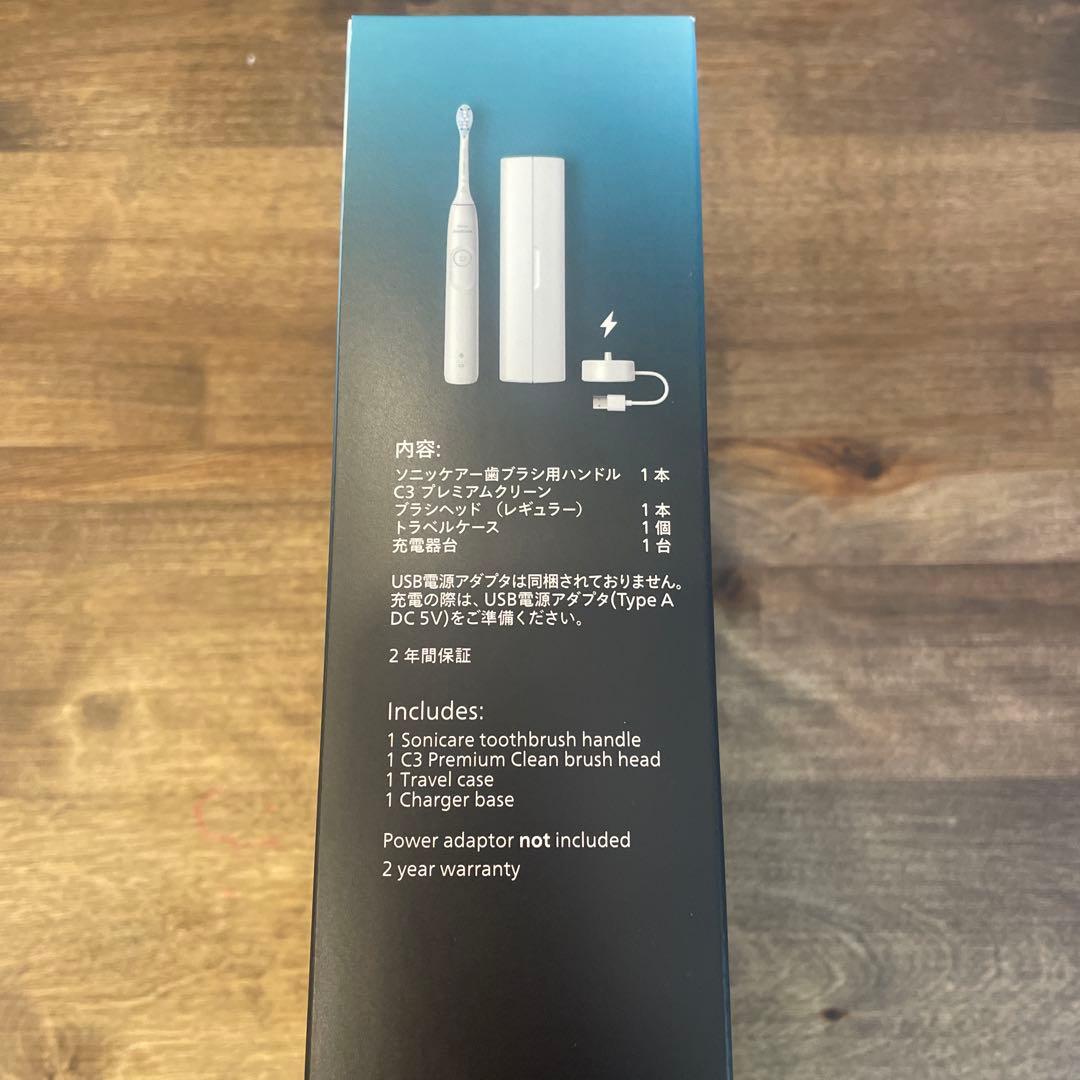 内容:
ソニッケアー歯ブラシ用ハンドル 1本
C3 プレミアムクリーン
ブラシヘッド (レギュラー) 1本
トラベルケース 1個
充電器台 1台
USB電源アダプタは同梱されておりません。
充電の際は、USB電源アダプタ(Type A
DC 5V)をご準備ください。
2年間保証
Includes:
1 Sonicare toothbrush handle
1 C3 Premium Clean brush head
1 Travel case
1 Charger base
Power adaptor not included
2 year warranty